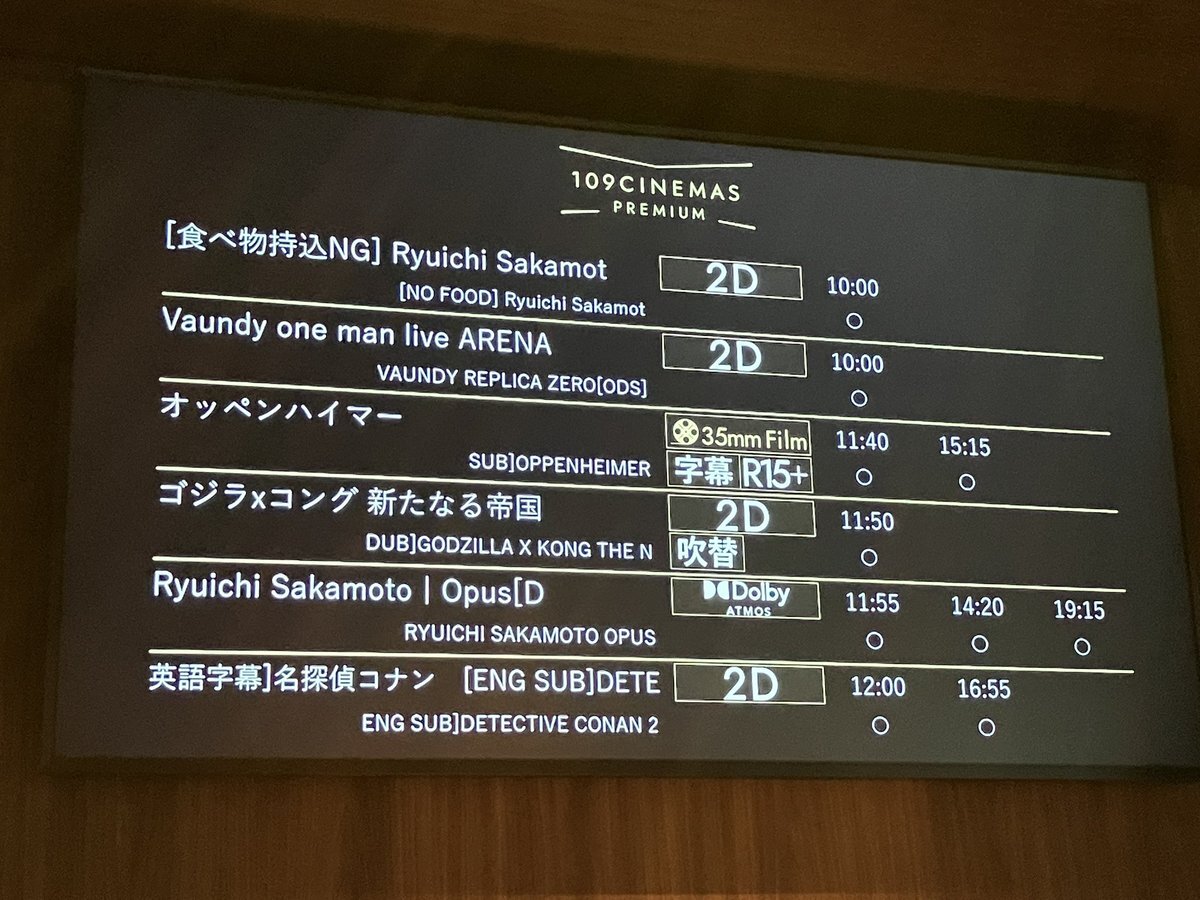 109CINEMAS
PREMIUM
[食べ物持込NG] Ryuichi Sakamot 2D 10:00
[NO FOOD] Ryuichi Sakamot ○
Vaundy one man live ARENA 2D 10:00
VAUNDY REPLICA ZERO[ODS] ○
オッペンハイマー 35mm Film 11:40 15:15
SUB]OPPENHEIMER 字幕 R15+ ○ ○
ゴジラxコング 新たなる帝国 2D 11:50
DUB]GODZILLA X KONG THE N 吹替 ○
Ryuichi Sakamoto | Opus[D Dolby ATMOS 11:55 14:20 19:15
RYUICHI SAKAMOTO OPUS ○ ○ ○
英語字幕]名探偵コナン [ENG SUB]DETE 2D 12:00 16:55
ENG SUB]DETECTIVE CONAN 2 ○ ○